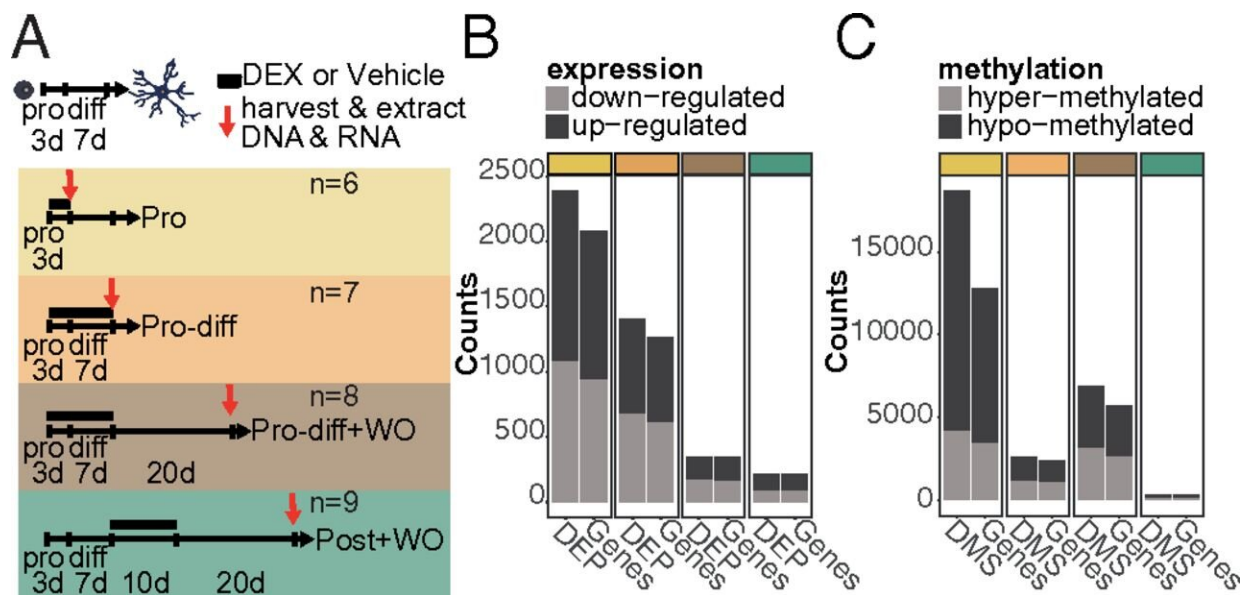 A
DEX or Vehicle
harvest & extract
DNA & RNA
pro diff
3d 7d
n=6
Pro
pro
3d
n=7
Pro-diff
pro diff
3d 7d
n=8
Pro-diff+WO
pro diff
3d 7d 20d
n=9
Post+WO
pro diff
3d 7d 10d 20d
B
expression
down-regulated
up-regulated
Counts
2500
2000
1500
1000
500
0
DEP Genes DEP Genes DEP Genes DEP Genes
C
methylation
hyper-methylated
hypo-methylated
Counts
15000
10000
5000
0
DMS Genes DMS Genes DMS Genes DMS Genes